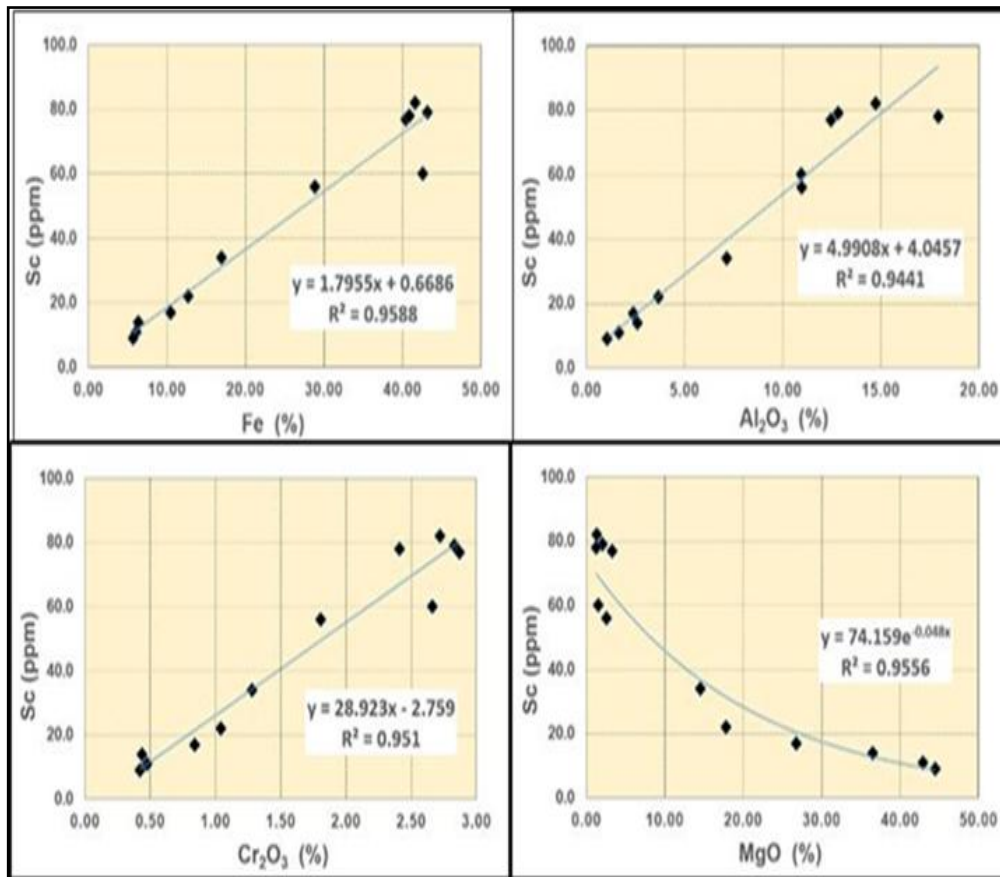 100.0
80.0
60.0
40.0
20.0
0.0
Sc (ppm)
y = 1.7955x + 0.6686
R² = 0.9588
0.00 10.00 20.00 30.00 40.00 50.00
Fe (%)
100.0
80.0
60.0
40.0
20.0
0.0
Sc (ppm)
y = 4.9908x + 4.0457
R² = 0.9441
0.00 5.00 10.00 15.00 20.00
Al₂O₃ (%)
100.0
80.0
60.0
40.0
20.0
0.0
Sc (ppm)
y = 28.923x - 2.759
R² = 0.951
0.00 0.50 1.00 1.50 2.00 2.50 3.00
Cr₂O₃ (%)
100.0
80.0
60.0
40.0
20.0
0.0
Sc (ppm)
y = 74.159e⁻⁰·⁰⁴⁸ˣ
R² = 0.9556
0.00 10.00 20.00 30.00 40.00 50.00
MgO (%)